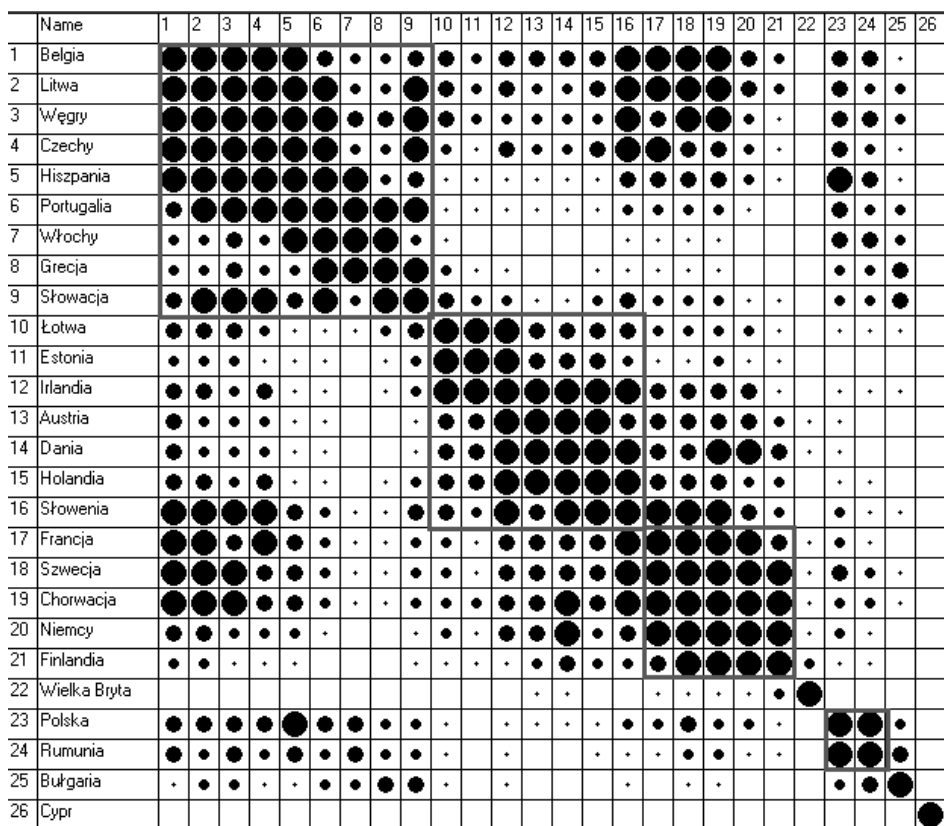 Name 1 2 3 4 5 6 7 8 9 10 11 12 13 14 15 16 17 18 19 20 21 22 23 24 25 26
1 Belgia
2 Litwa
3 Węgry
4 Czechy
5 Hiszpania
6 Portugalia
7 Włochy
8 Grecja
9 Słowacja
10 Łotwa
11 Estonia
12 Irlandia
13 Austria
14 Dania
15 Holandia
16 Słowenia
17 Francja
18 Szwecja
19 Chorwacja
20 Niemcy
21 Finlandia
22 Wielka Bryta
23 Polska
24 Rumunia
25 Bułgaria
26 Cypr